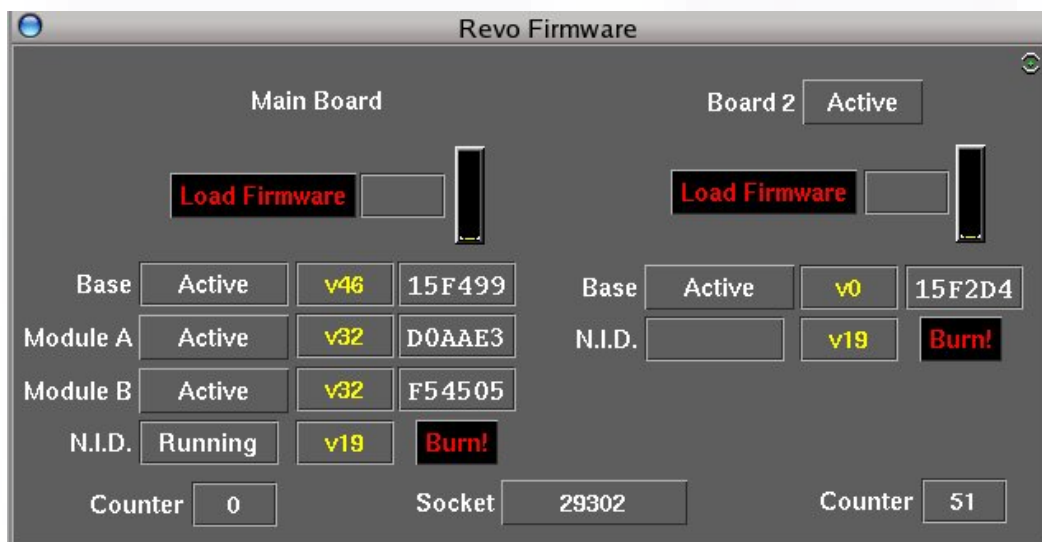 Revo Firmware
Main Board
Board 2 Active
Load Firmware
Load Firmware
Base Active v46 15F499
Base Active v0 15F2D4
Module A Active v32 D0AAE3
N.I.D. v19 Burn!
Module B Active v32 F54505
N.I.D. Running v19 Burn!
Counter 0 Socket 29302 Counter 51